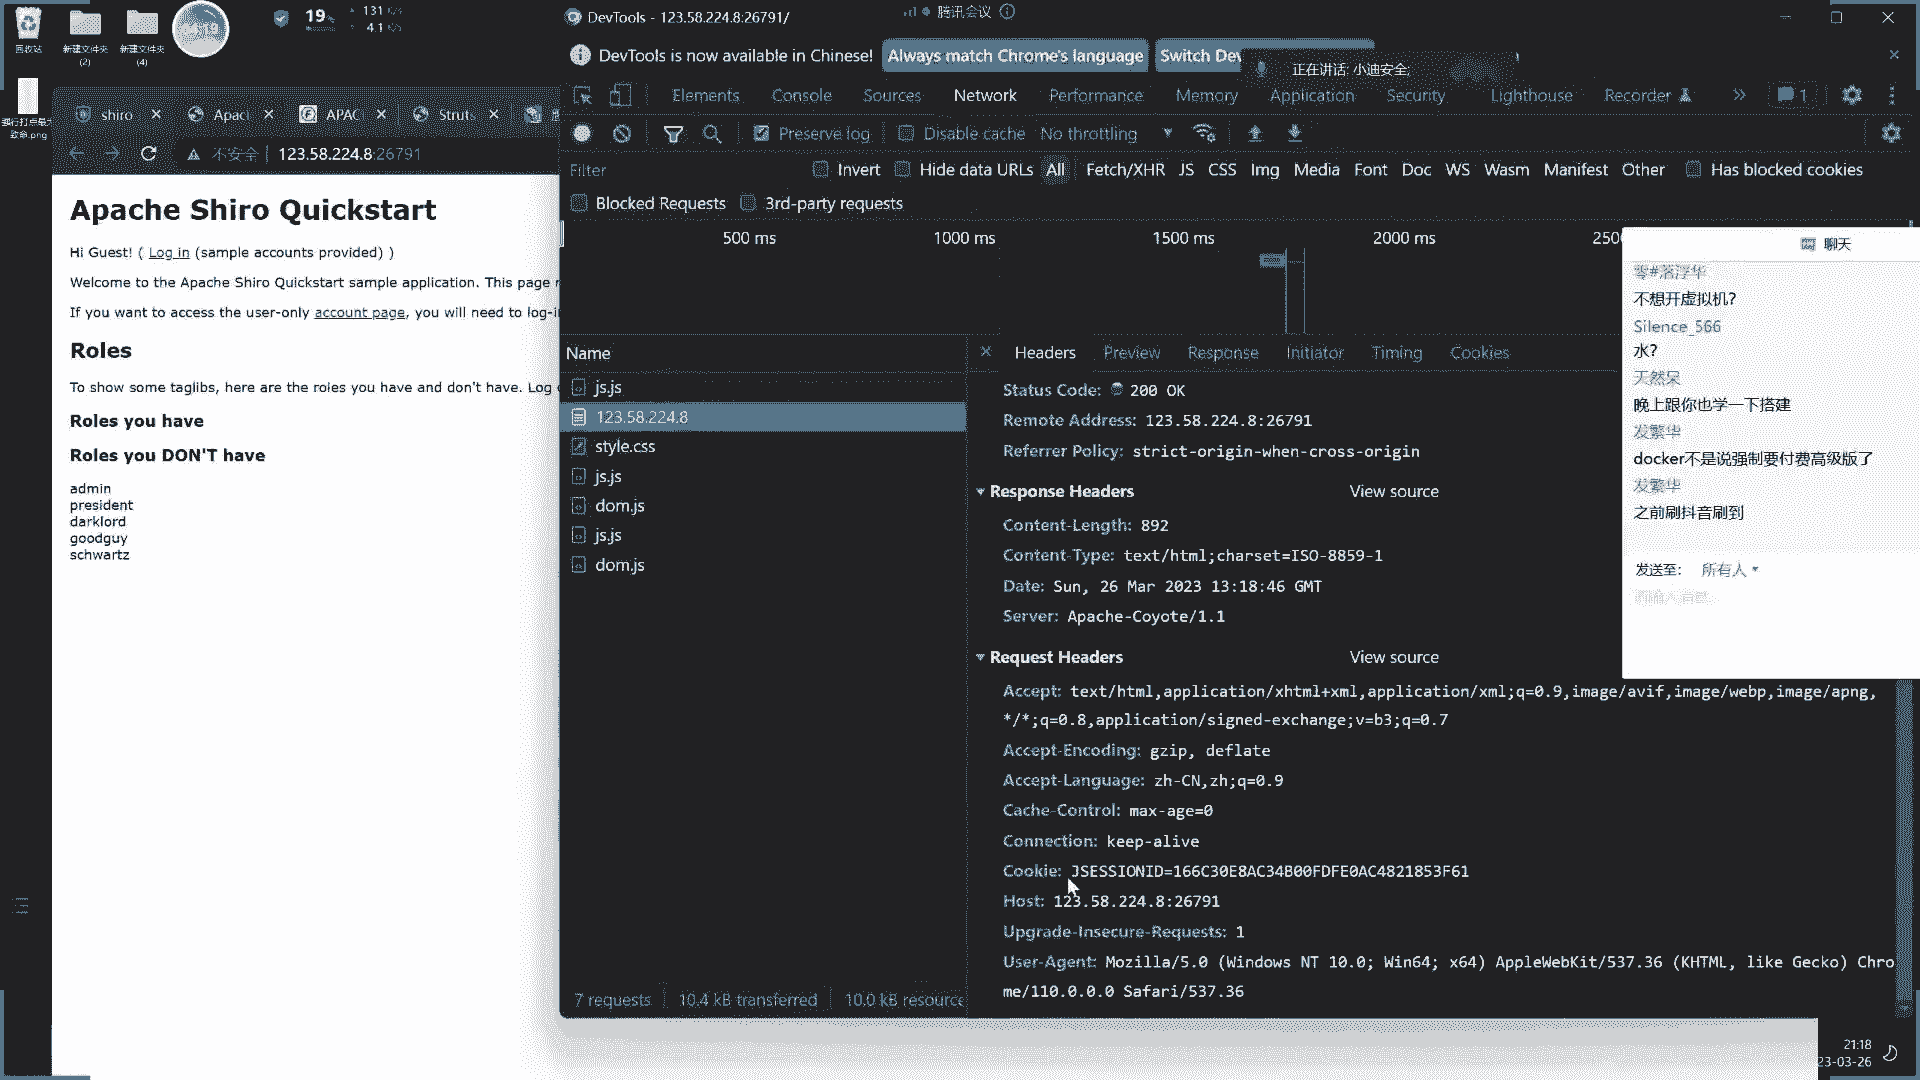 回收站
新建文件夹
(2)
新建文件夹
(4)
19%
131
4.1
致命.png
shiro
Apac
APAC
Strut
不安全
123.58.224.8:26791
Apache Shiro Quickstart
Hi Guest! ( Log in (sample accounts provided) )
Welcome to the Apache Shiro Quickstart sample application. This page
If you want to access the user-only account page, you will need to log-i
Roles
To show some taglibs, here are the roles you have and don't have. Log
Roles you have
Roles you DON'T have
admin
president
darklord
goodguy
schwartz
DevTools - 123.58.224.8:26791/
腾讯会议
DevTools is now available in Chinese!
Always match Chrome's language
Switch Dev
正在讲话: 小迪安全;
Elements
Console
Sources
Network
Performance
Memory
Application
Security
Lighthouse
Recorder
1
Preserve log
Disable cache
No throttling
Filter
Invert
Hide data URLs
All
Fetch/XHR
JS
CSS
Img
Media
Font
Doc
WS
Wasm
Manifest
Other
Has blocked cookies
Blocked Requests
3rd-party requests
500 ms
1000 ms
1500 ms
2000 ms
2500
Name
js.js
123.58.224.8
style.css
js.js
dom.js
js.js
dom.js
7 requests
10.4 kB transferred
10.0 kB resource
Headers
Preview
Response
Initiator
Timing
Cookies
Status Code: 200 OK
Remote Address: 123.58.224.8:26791
Referrer Policy: strict-origin-when-cross-origin
Response Headers
View source
Content-Length: 892
Content-Type: text/html;charset=ISO-8859-1
Date: Sun, 26 Mar 2023 13:18:46 GMT
Server: Apache-Coyote/1.1
Request Headers
View source
Accept: text/html,application/xhtml+xml,application/xml;q=0.9,image/avif,image/webp,image/apng,
*/*;q=0.8,application/signed-exchange;v=b3;q=0.7
Accept-Encoding: gzip, deflate
Accept-Language: zh-CN,zh;q=0.9
Cache-Control: max-age=0
Connection: keep-alive
Cookie: JSESSIONID=166C30E8AC34B00FDFE0AC4821853F61
Host: 123.58.224.8:26791
Upgrade-Insecure-Requests: 1
User-Agent: Mozilla/5.0 (Windows NT 10.0; Win64; x64) AppleWebKit/537.36 (KHTML, like Gecko) Chro
me/110.0.0.0 Safari/537.36
聊天
零#落浮华
不想开虚拟机?
Silence_566
水?
天然呆
晚上跟你也学一下搭建
发繁华
docker不是说强制要付费高级版了
发繁华
之前刷抖音刷到
发送至:
所有人
请输入消息...
21:18
23-03-26